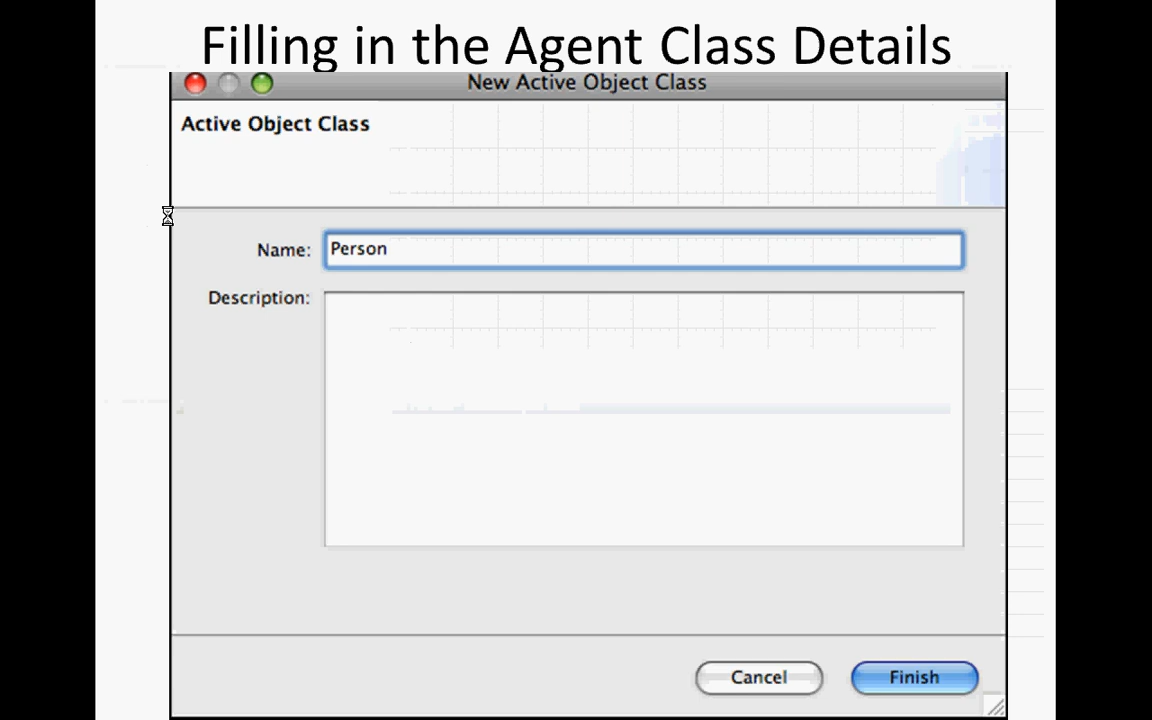 Filling in the Agent Class Details
New Active Object Class
Active Object Class
Name: Person
Description:
Cancel Finish